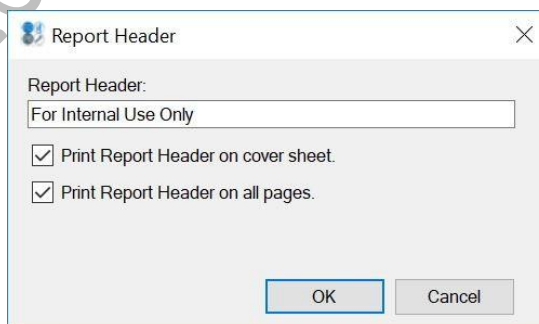 Report Header
Report Header:
For Internal Use Only
Print Report Header on cover sheet.
Print Report Header on all pages.
OK Cancel